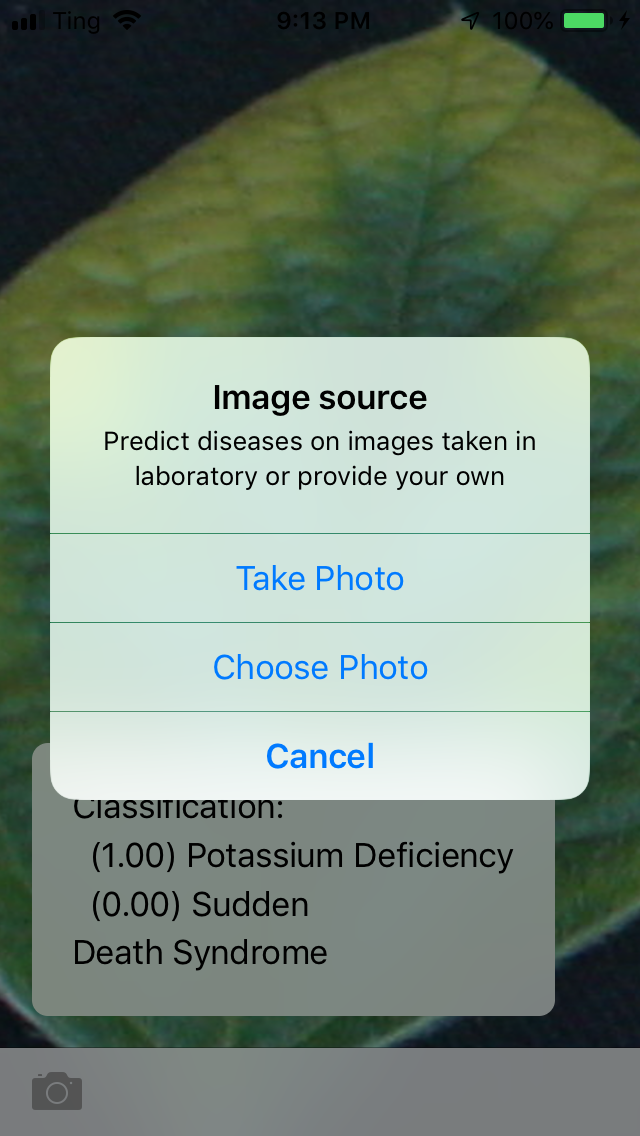 Ting 9:13 PM 100%
Image source
Predict diseases on images taken in
laboratory or provide your own
Take Photo
Choose Photo
Cancel
Classification:
(1.00) Potassium Deficiency
(0.00) Sudden
Death Syndrome